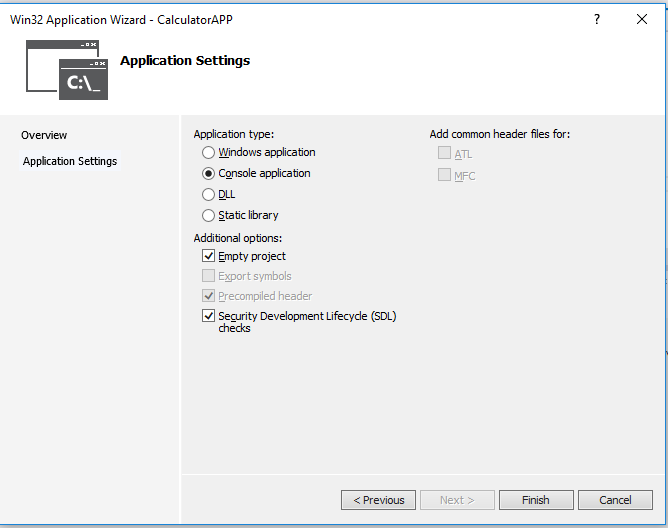 Win32 Application Wizard - CalculatorAPP
?
C:\_
Application Settings
Overview
Application Settings
Application type:
Windows application
Console application
DLL
Static library
Additional options:
Empty project
Export symbols
Precompiled header
Security Development Lifecycle (SDL)
checks
Add common header files for:
ATL
MFC
< Previous
Next >
Finish
Cancel